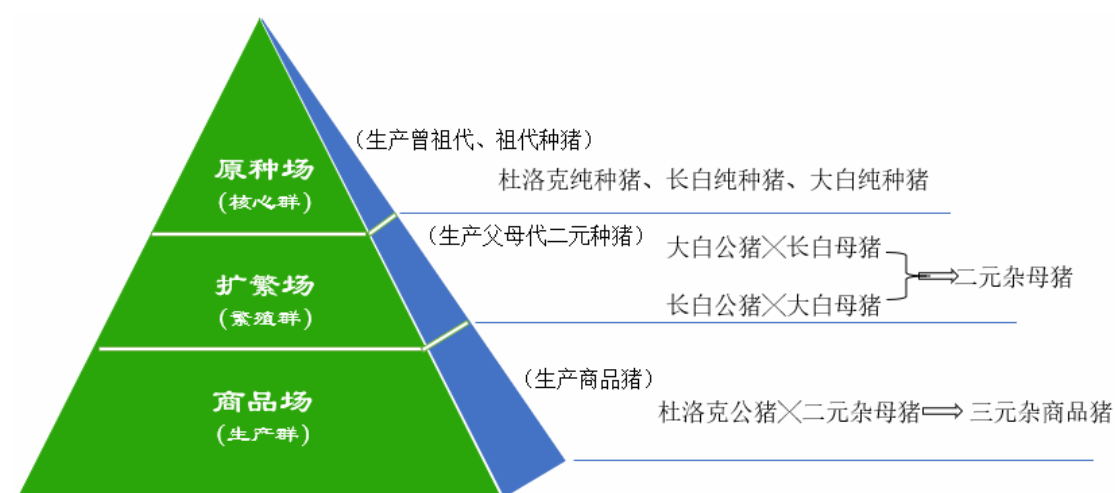 (生产曾祖代、祖代种猪)
原种场
(核心群)
杜洛克纯种猪、长白纯种猪、大白纯种猪
(生产父母代二元种猪)
大白公猪╳长白母猪
二元杂母猪
长白公猪╳大白母猪
扩繁场
(繁殖群)
(生产商品猪)
商品场
(生产群)
杜洛克公猪╳二元杂母猪⇒三元杂商品猪